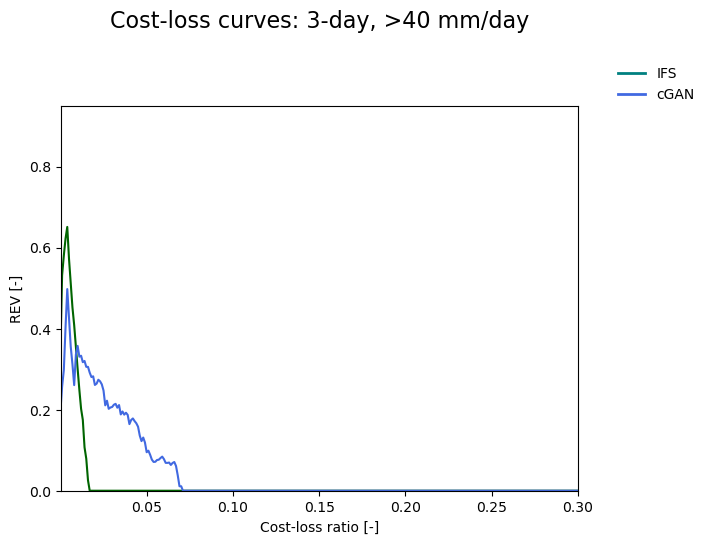 Cost-loss curves: 3-day, >40 mm/day
IFS
cGAN
0.8
0.6
0.4
0.2
0.0
REV [-]
0.05
0.10
0.15
0.20
0.25
0.30
Cost-loss ratio [-]